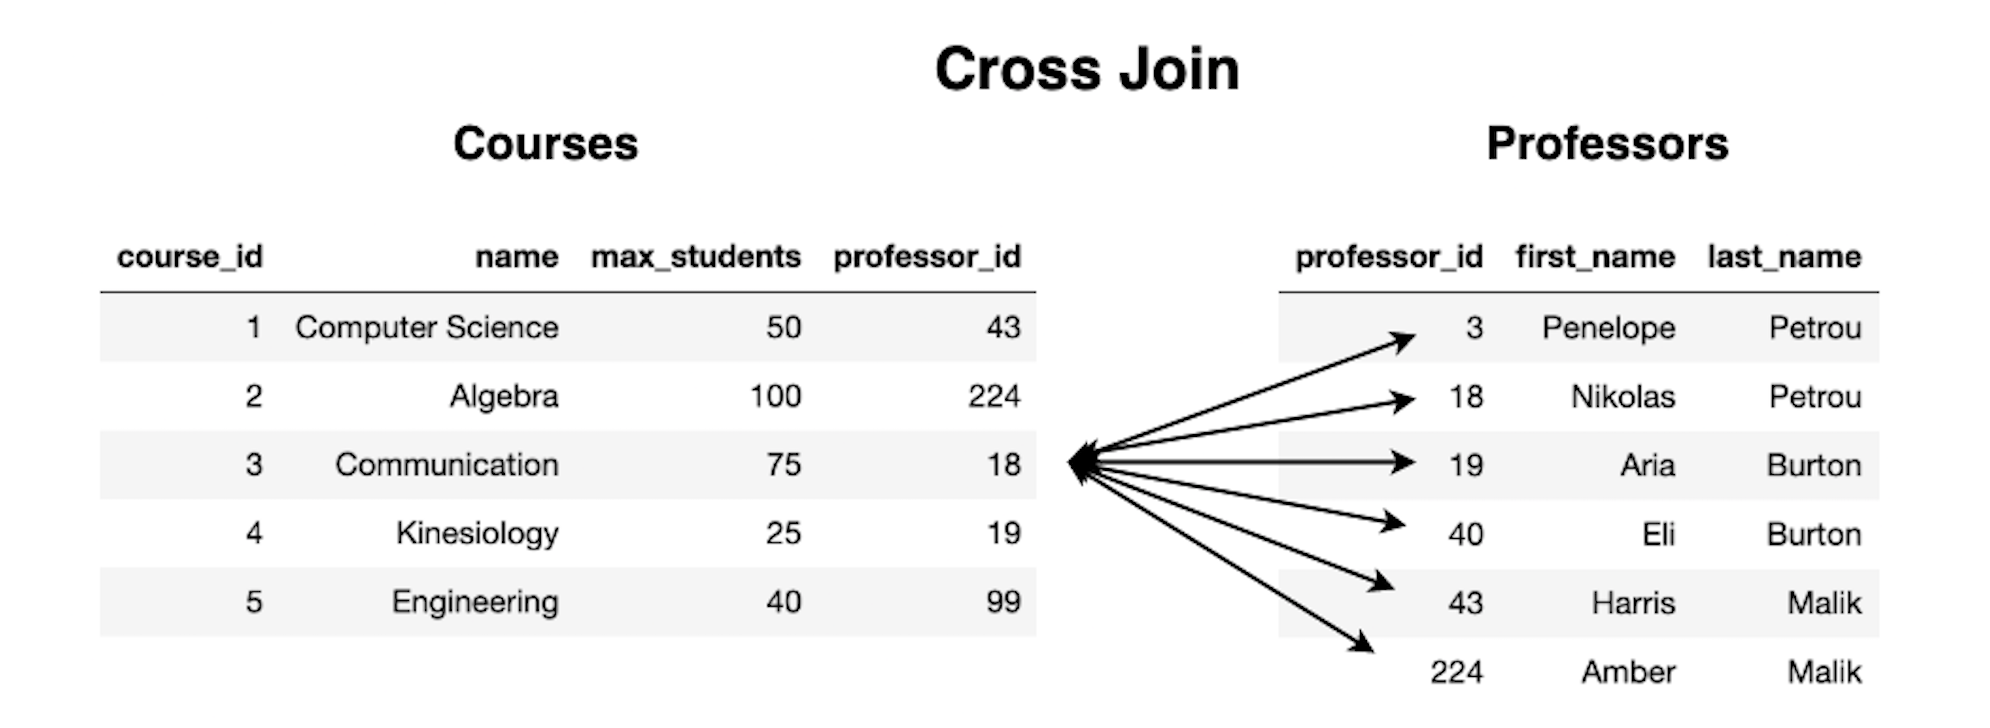 Cross Join
Courses
Professors
course_id name max_students professor_id
1 Computer Science 50 43
2 Algebra 100 224
3 Communication 75 18
4 Kinesiology 25 19
5 Engineering 40 99
professor_id first_name last_name
3 Penelope Petrou
18 Nikolas Petrou
19 Aria Burton
40 Eli Burton
43 Harris Malik
224 Amber Malik